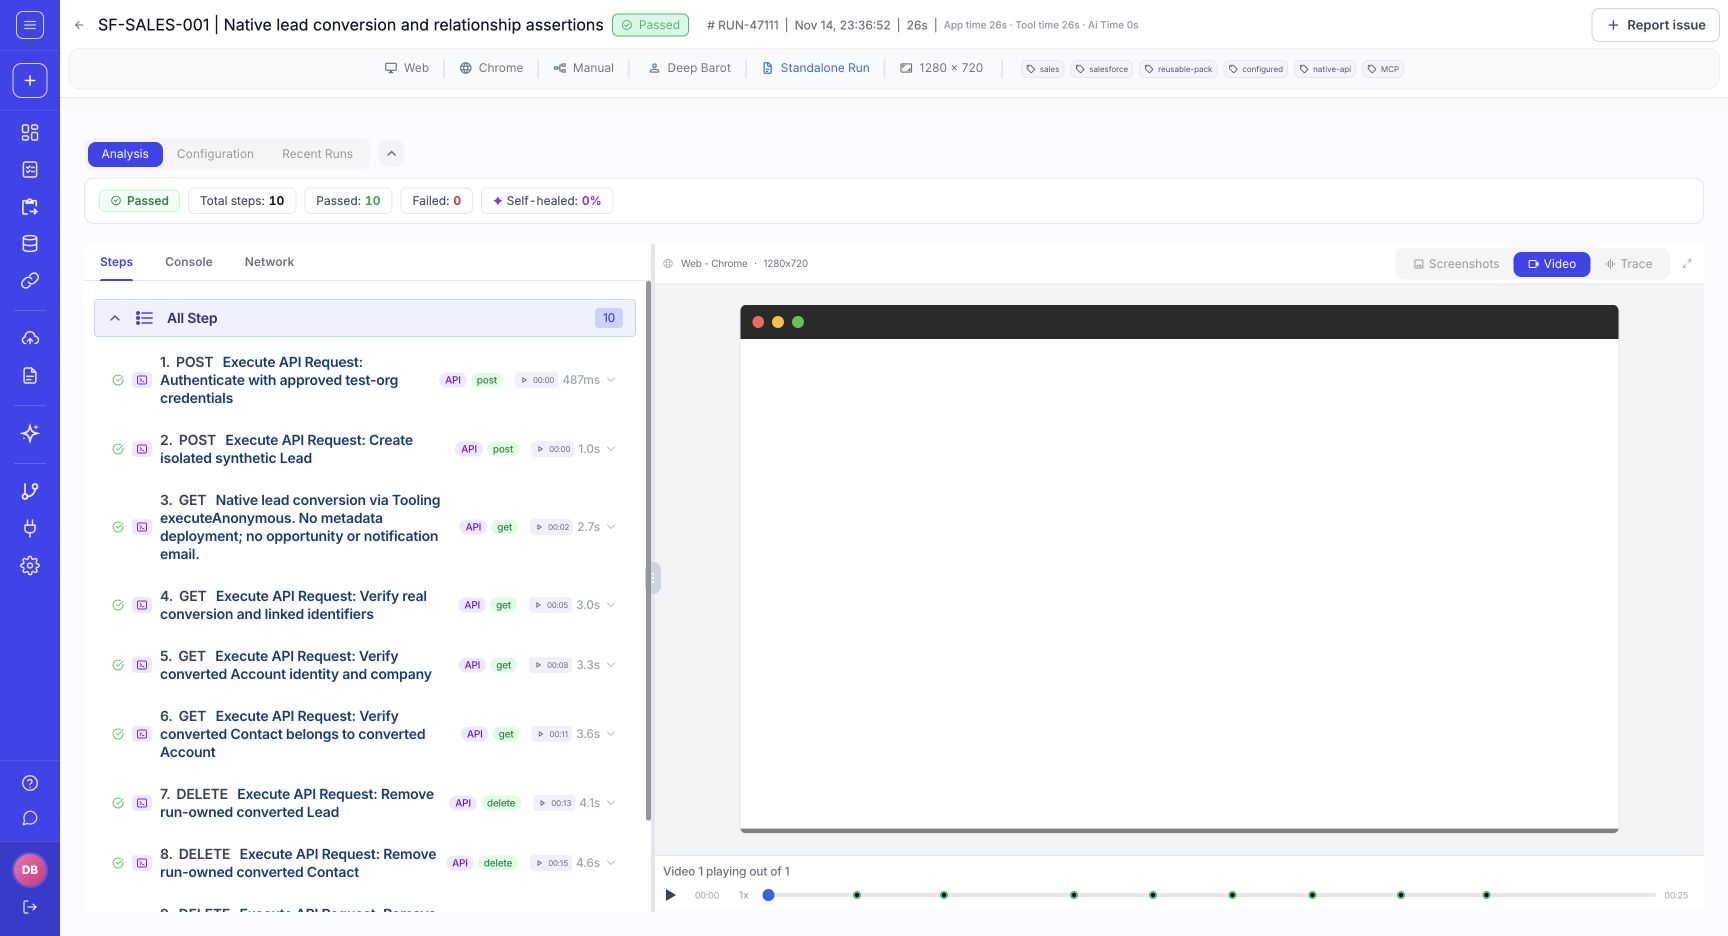 SF-SALES-001 | Native lead conversion and relationship assertions
Passed
# RUN-47111 | Nov 14, 23:36:52 | 26s | App time 26s · Tool time 26s · Ai Time 0s
+ Report issue
Web
Chrome
Manual
Deep Barot
Standalone Run
1280 × 720
sales
salesforce
reusable-pack
configured
native-api
MCP
Analysis
Configuration
Recent Runs
Passed
Total steps: 10
Passed: 10
Failed: 0
Self-healed: 0%
Steps
Console
Network
All Step
10
1. POST Execute API Request:
Authenticate with approved test-org
credentials
API post 00:00 487ms
2. POST Execute API Request: Create
isolated synthetic Lead
API post 00:00 1.0s
3. GET Native lead conversion via Tooling
executeAnonymous. No metadata
deployment; no opportunity or notification
email.
API get 00:02 2.7s
4. GET Execute API Request: Verify real
conversion and linked identifiers
API get 00:05 3.0s
5. GET Execute API Request: Verify
converted Account identity and company
API get 00:08 3.3s
6. GET Execute API Request: Verify
converted Contact belongs to converted
Account
API get 00:11 3.6s
7. DELETE Execute API Request: Remove
run-owned converted Lead
API delete 00:13 4.1s
8. DELETE Execute API Request: Remove
run-owned converted Contact
API delete 00:15 4.6s
9. DELETE Execute API Request: Remove
Web - Chrome · 1280x720
Screenshots
Video
Trace
Video 1 playing out of 1
00:00
1x
00:25
DB